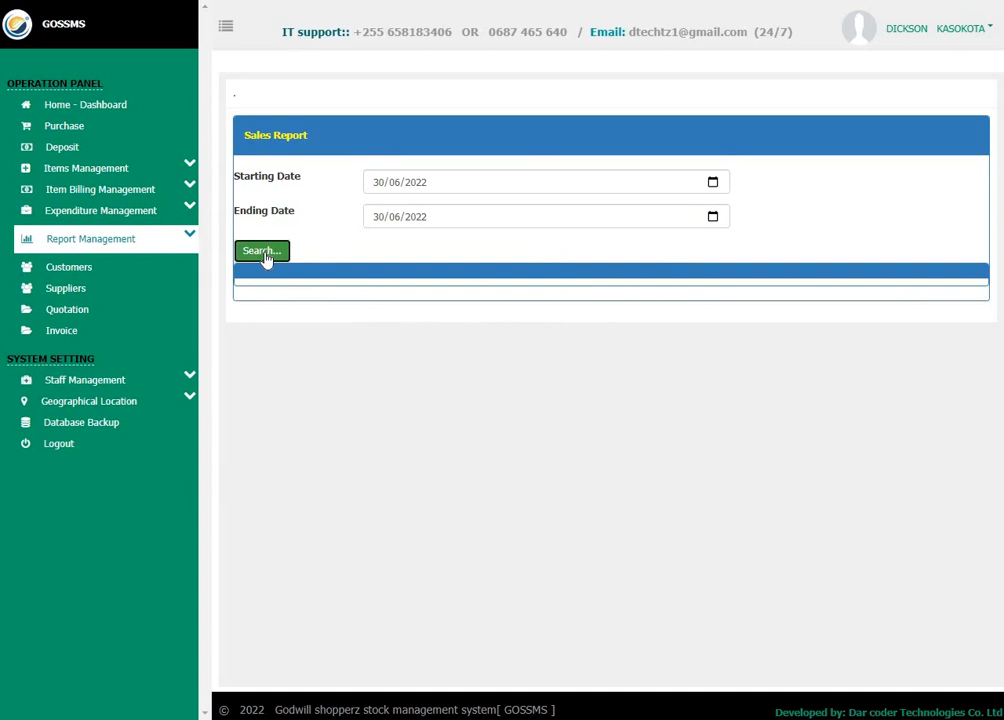 GOSSMS
IT support:: +255 658183406 OR 0687 465 640 / Email: dtechtz1@gmail.com (24/7)
DICKSON KASOKOTA
OPERATION PANEL
Home - Dashboard
Purchase
Deposit
Items Management
Item Billing Management
Expenditure Management
Report Management
Customers
Suppliers
Quotation
Invoice
SYSTEM SETTING
Staff Management
Geographical Location
Database Backup
Logout
.
Sales Report
Starting Date
30/06/2022
Ending Date
30/06/2022
Search...
© 2022 Godwill shopperz stock management system[ GOSSMS ]
Developed by: Dar coder Technologies Co. Ltd